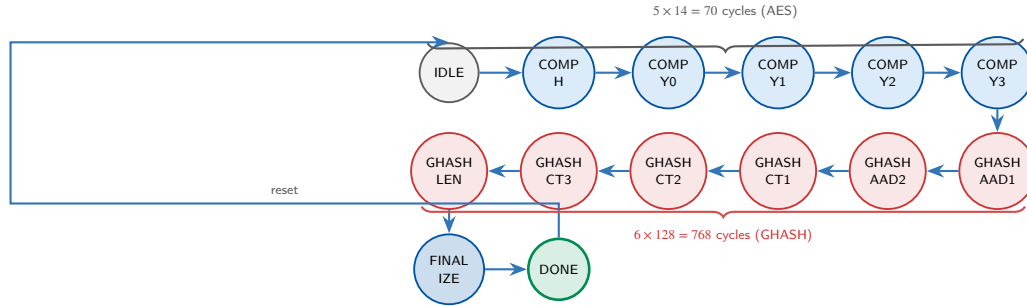 5 × 14 = 70 cycles (AES)
IDLE
COMP
H
COMP
Y0
COMP
Y1
COMP
Y2
COMP
Y3
GHASH
LEN
GHASH
CT3
GHASH
CT2
GHASH
CT1
GHASH
AAD2
GHASH
AAD1
reset
6 × 128 = 768 cycles (GHASH)
FINAL
IZE
DONE